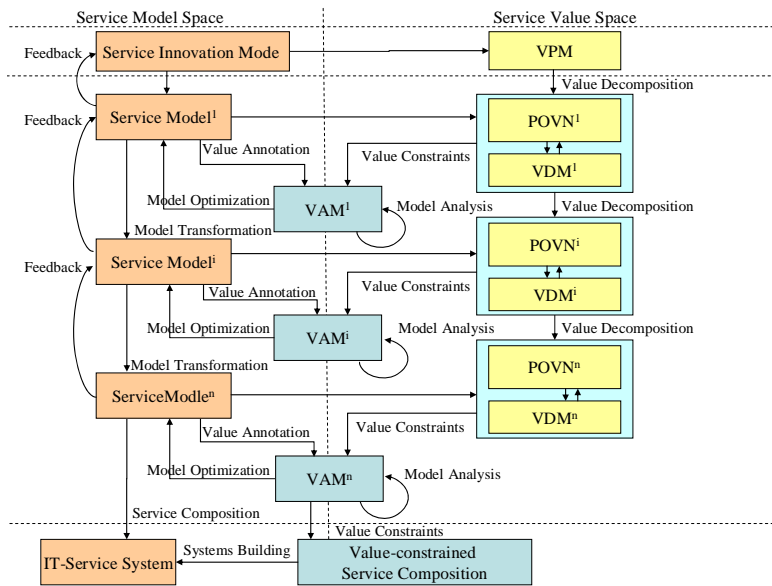 Service Model Space
Service Value Space
Feedback
Service Innovation Mode
VPM
Value Decomposition
Feedback
Service Model¹
POVN¹
Value Annotation
Value Constraints
VDM¹
Model Optimization
VAM¹
Model Analysis
Value Decomposition
Model Transformation
Service Modelⁱ
POVNⁱ
Feedback
Value Annotation
Value Constraints
VDMⁱ
Model Optimization
VAMⁱ
Model Analysis
Value Decomposition
Model Transformation
ServiceModleⁿ
POVNⁿ
Value Annotation
Value Constraints
VDMⁿ
Model Optimization
VAMⁿ
Model Analysis
Service Composition
Value Constraints
IT-Service System
Systems Building
Value-constrained
Service Composition